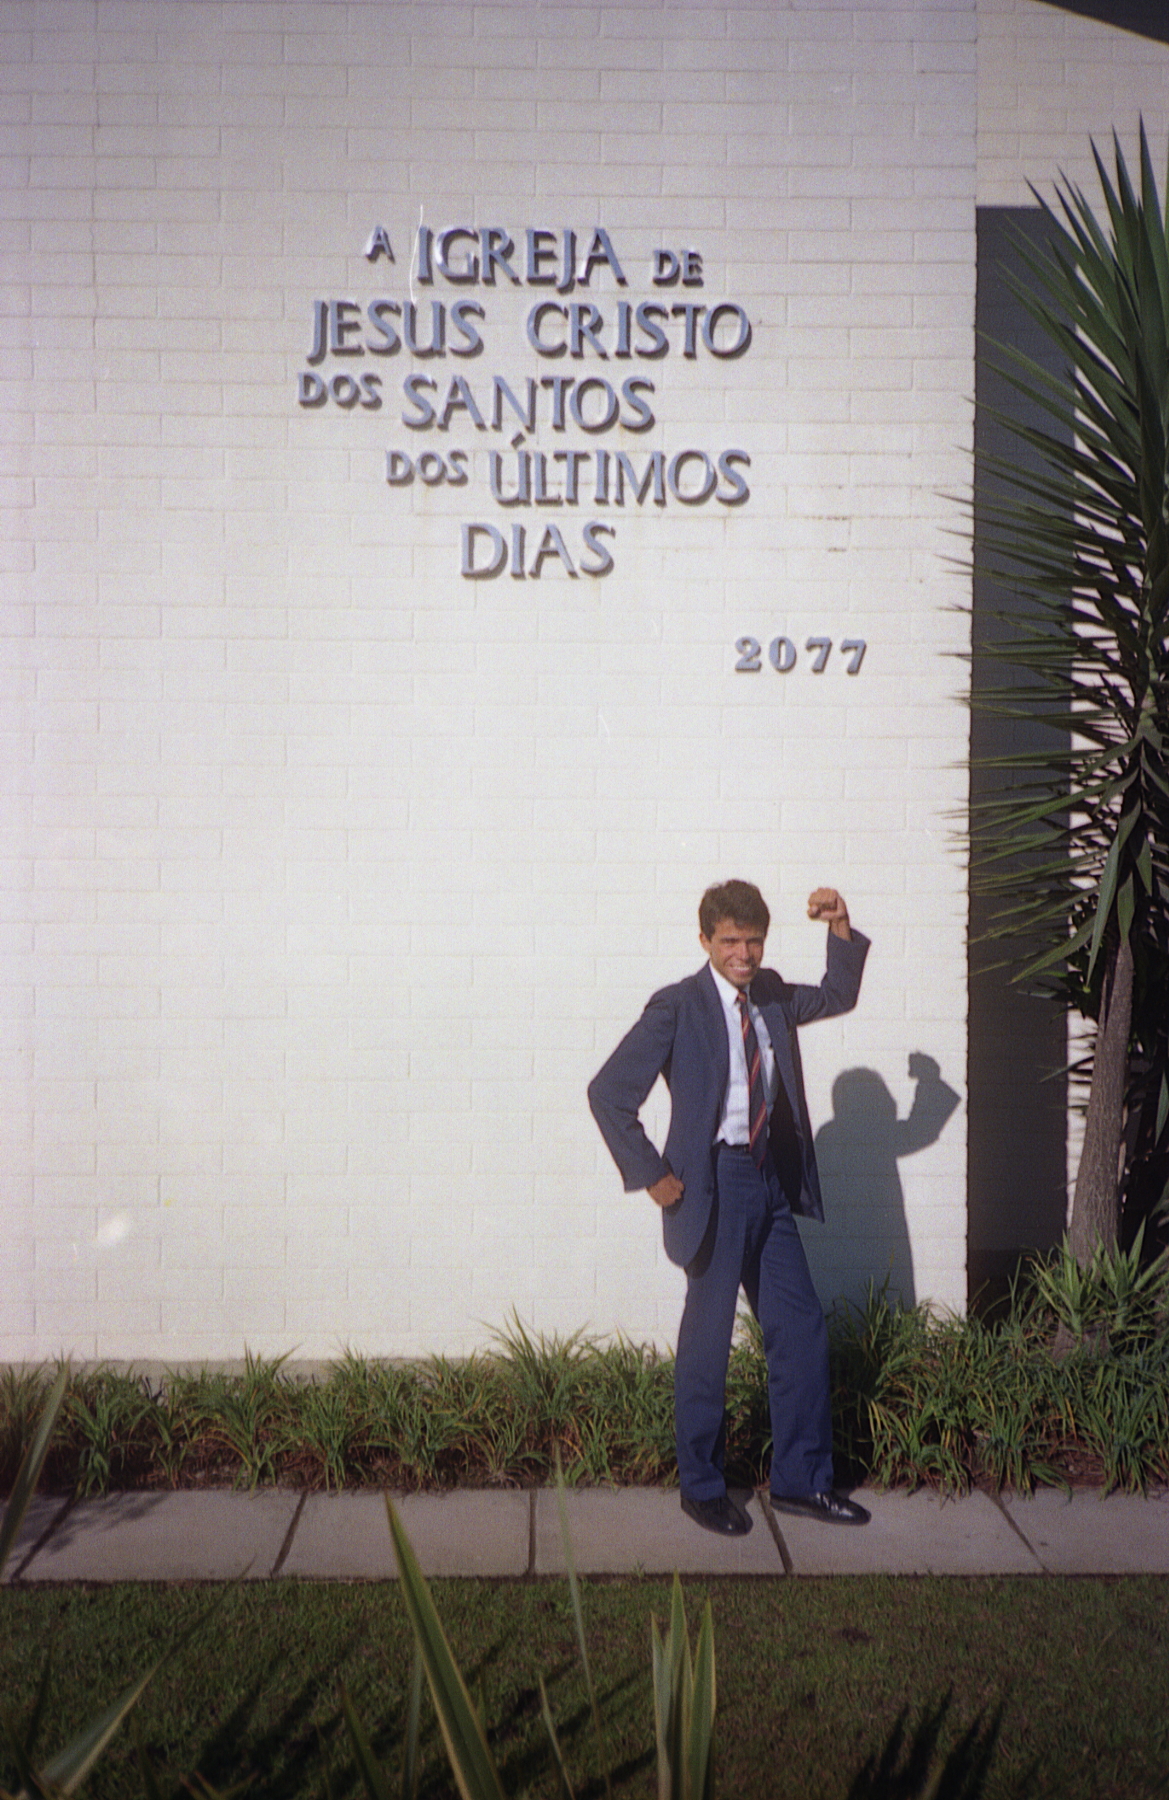 A IGREJA DE
JESUS CRISTO
DOS SANTOS
DOS ÚLTIMOS
DIAS
2077